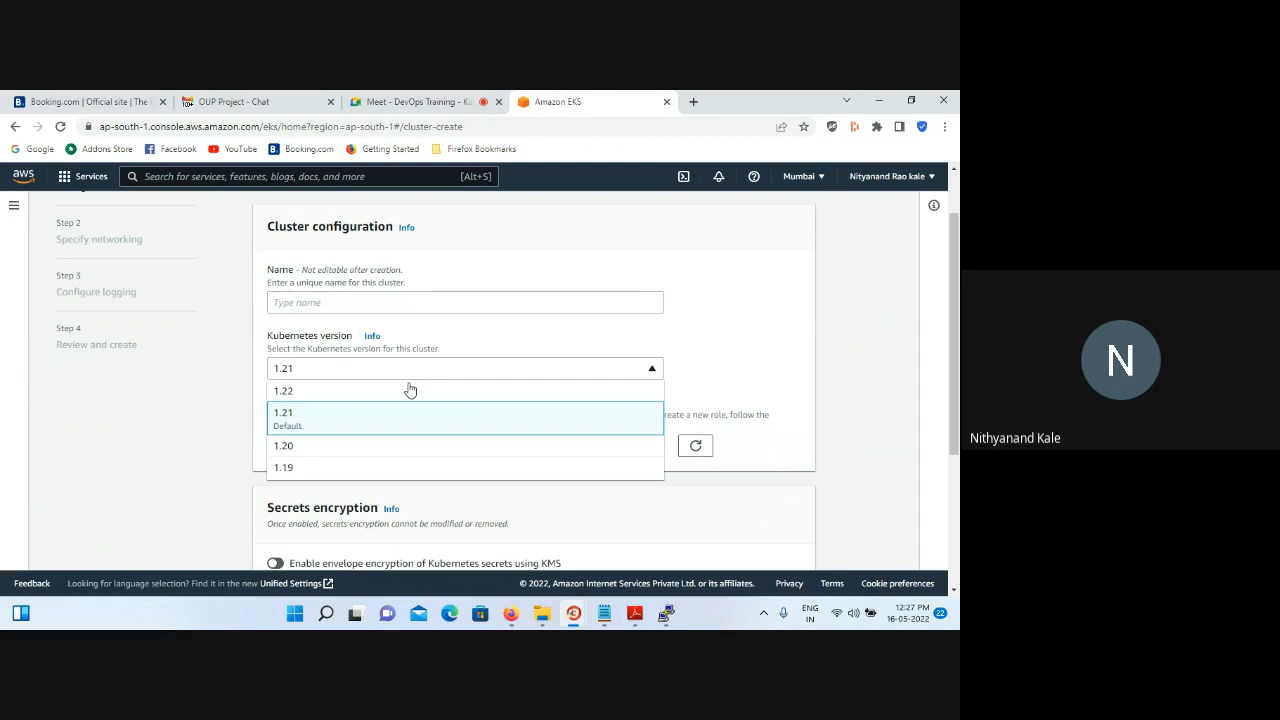 Booking.com | Official site | The
OUP Project - Chat
Meet - DevOps Training - Ku
Amazon EKS
ap-south-1.console.aws.amazon.com/eks/home?region=ap-south-1#/cluster-create
Google
Addons Store
Facebook
YouTube
Booking.com
Getting Started
Firefox Bookmarks
aws
Services
Search for services, features, blogs, docs, and more
[Alt+S]
Mumbai
Nityanand Rao kale
Step 2
Specify networking
Step 3
Configure logging
Step 4
Review and create
Cluster configuration Info
Name - Not editable after creation.
Enter a unique name for this cluster.
Type name
Kubernetes version Info
Select the Kubernetes version for this cluster.
1.21
1.22
1.21
Default
1.20
1.19
create a new role, follow the
Secrets encryption Info
Once enabled, secrets encryption cannot be modified or removed.
Enable envelope encryption of Kubernetes secrets using KMS
Feedback
Looking for language selection? Find it in the new Unified Settings
© 2022, Amazon Internet Services Private Ltd. or its affiliates.
Privacy
Terms
Cookie preferences
ENG
IN
12:27 PM
16-05-2022
22
N
Nithyanand Kale